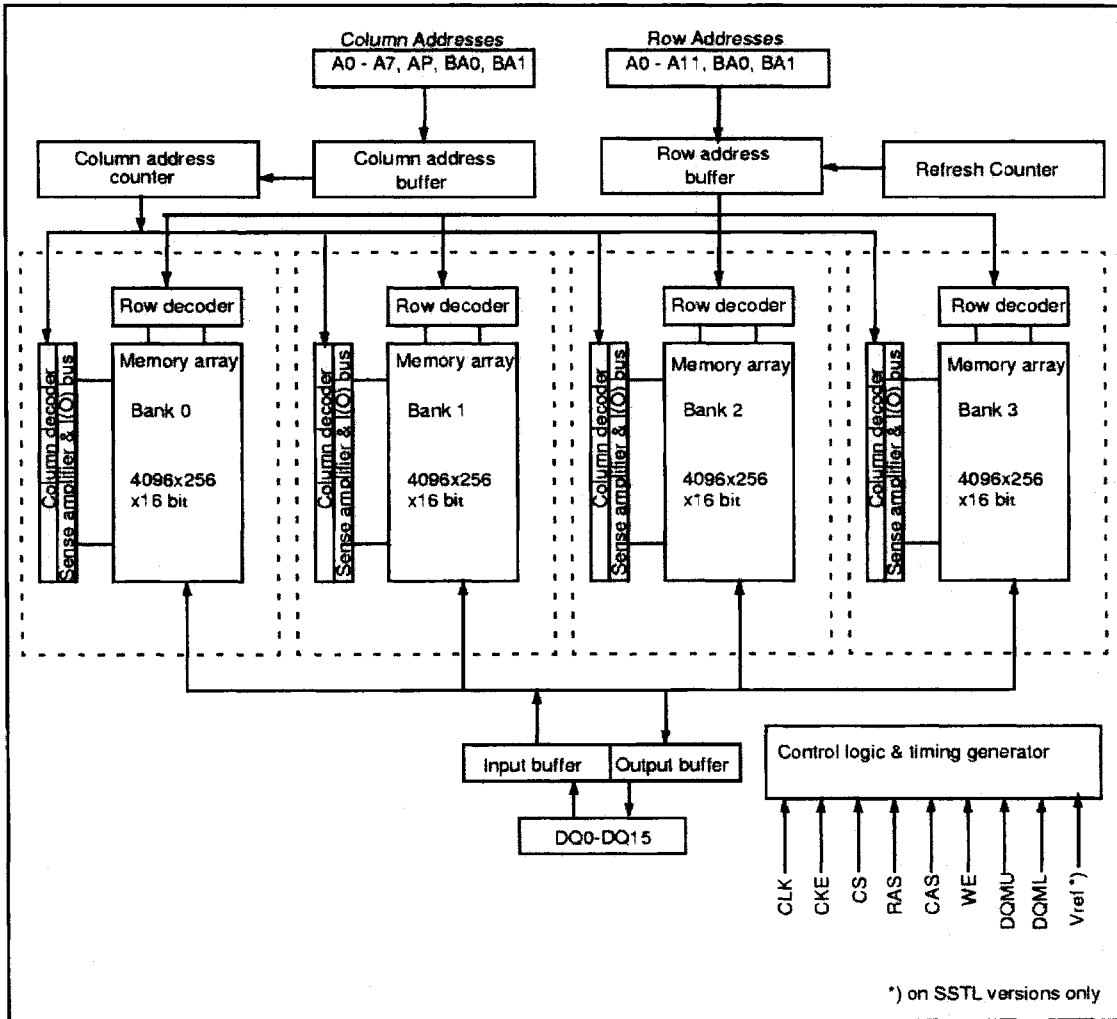 Column Addresses
A0 - A7, AP, BA0, BA1
Row Addresses
A0 - A11, BA0, BA1
Column address
counter
Column address
buffer
Row address
buffer
Refresh Counter
Row decoder
Memory array
Bank 0
4096x256
x16 bit
Column decoder
Sense amplifier & I(O) bus
Row decoder
Memory array
Bank 1
4096x256
x16 bit
Column decoder
Sense amplifier & I(O) bus
Row decoder
Memory array
Bank 2
4096x256
x16 bit
Column decoder
Sense amplifier & I(O) bus
Row decoder
Memory array
Bank 3
4096x256
x16 bit
Column decoder
Sense amplifier & I(O) bus
Input buffer
Output buffer
DQ0-DQ15
Control logic & timing generator
CLK
CKE
CS
RAS
CAS
WE
DQMU
DQML
Vref *)
*) on SSTL versions only